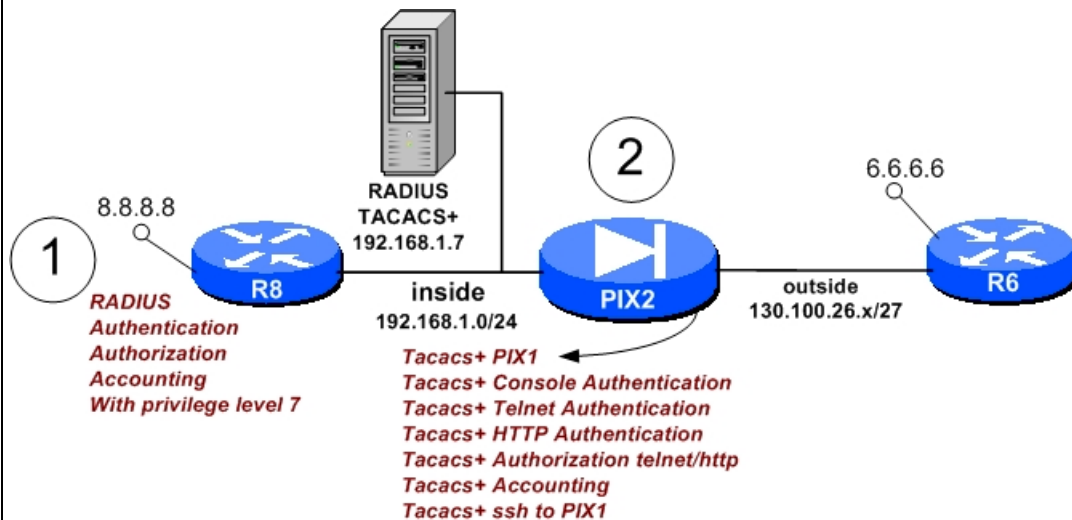 RADIUS
TACACS+
192.168.1.7
2
6.6.6.6
8.8.8.8
1
R8
inside
192.168.1.0/24
PIX2
outside
130.100.26.x/27
R6
RADIUS
Authentication
Authorization
Accounting
With privilege level 7
Tacacs+ PIX1
Tacacs+ Console Authentication
Tacacs+ Telnet Authentication
Tacacs+ HTTP Authentication
Tacacs+ Authorization telnet/http
Tacacs+ Accounting
Tacacs+ ssh to PIX1